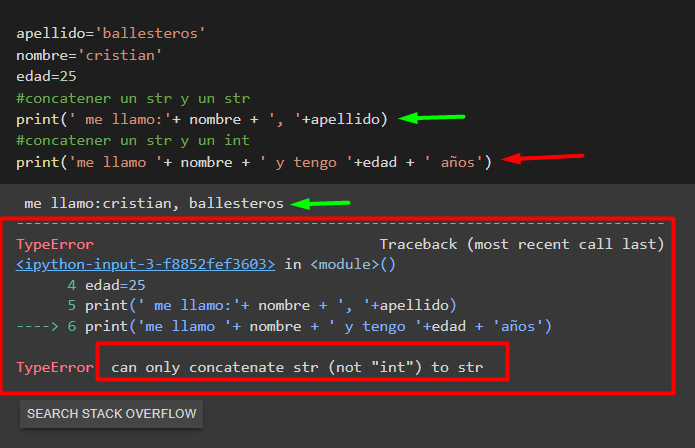 apellido='ballesteros'
nombre='cristian'
edad=25
#concatener un str y un str
print(' me llamo:'+ nombre + ', '+apellido)
#concatener un str y un int
print('me llamo '+ nombre + ' y tengo '+edad + ' años')
me llamo:cristian, ballesteros
---------------------------------------------------------------------------
TypeError Traceback (most recent call last)
<ipython-input-3-f8852fef3603> in <module>()
4 edad=25
5 print(' me llamo:'+ nombre + ', '+apellido)
----> 6 print('me llamo '+ nombre + ' y tengo '+edad + 'años')
TypeError: can only concatenate str (not "int") to str
SEARCH STACK OVERFLOW